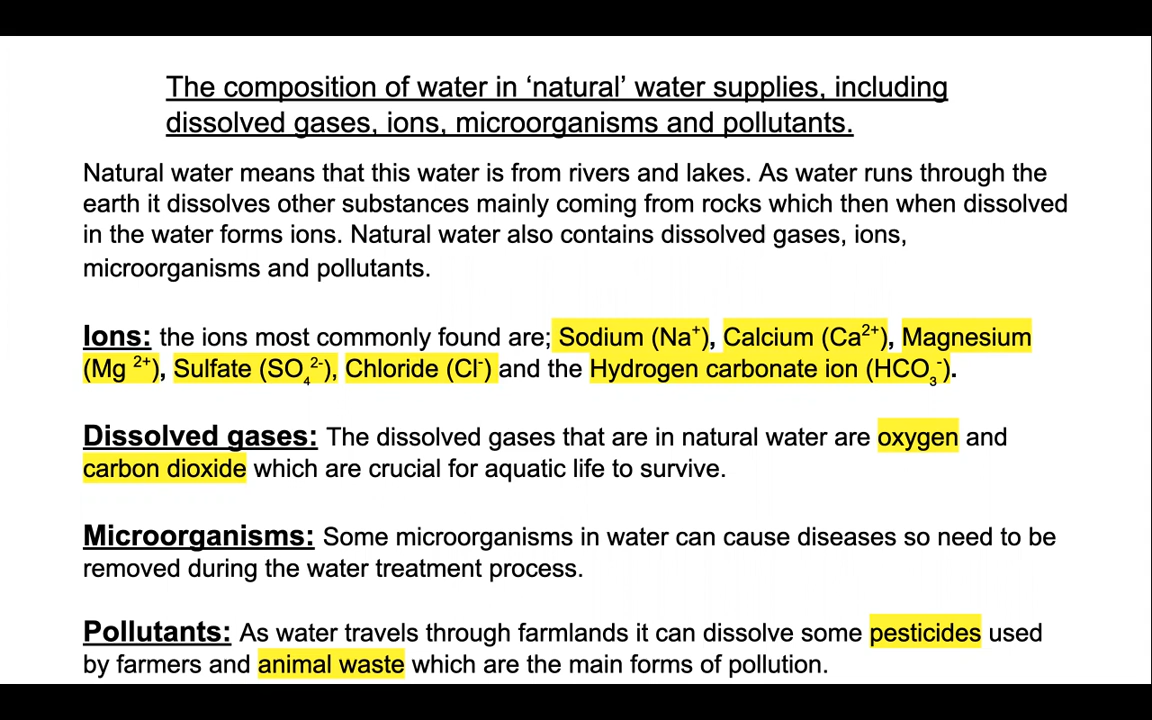 The composition of water in ‘natural’ water supplies, including
dissolved gases, ions, microorganisms and pollutants.
Natural water means that this water is from rivers and lakes. As water runs through the
earth it dissolves other substances mainly coming from rocks which then when dissolved
in the water forms ions. Natural water also contains dissolved gases, ions,
microorganisms and pollutants.
Ions: the ions most commonly found are; Sodium (Na⁺), Calcium (Ca²⁺), Magnesium
(Mg ²⁺), Sulfate (SO₄²⁻), Chloride (Cl⁻) and the Hydrogen carbonate ion (HCO₃⁻).
Dissolved gases: The dissolved gases that are in natural water are oxygen and
carbon dioxide which are crucial for aquatic life to survive.
Microorganisms: Some microorganisms in water can cause diseases so need to be
removed during the water treatment process.
Pollutants: As water travels through farmlands it can dissolve some pesticides used
by farmers and animal waste which are the main forms of pollution.